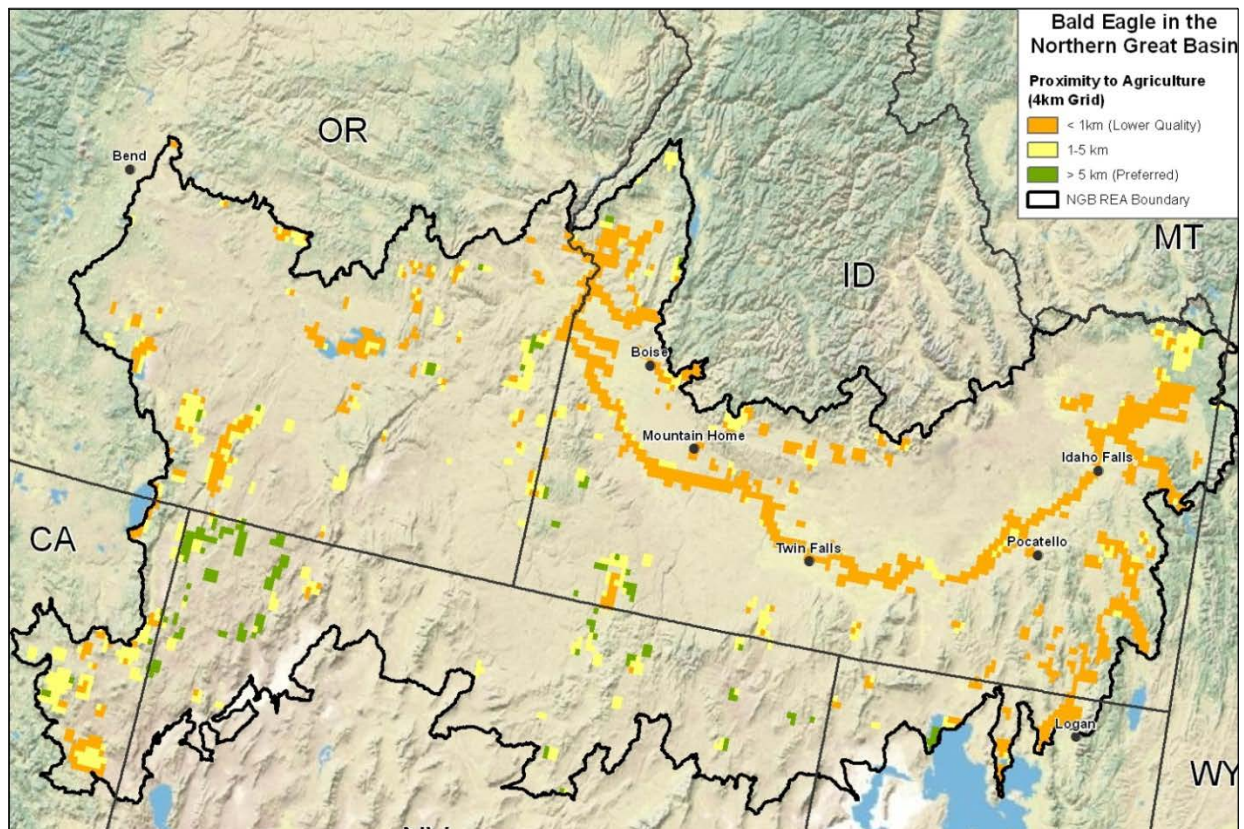 Bald Eagle in the
Northern Great Basin
Proximity to Agriculture
(4km Grid)
< 1km (Lower Quality)
1-5 km
> 5 km (Preferred)
NGB REA Boundary
OR
Bend
MT
ID
Boise
Mountain Home
Idaho Falls
CA
Twin Falls
Pocatello
Logan
WY